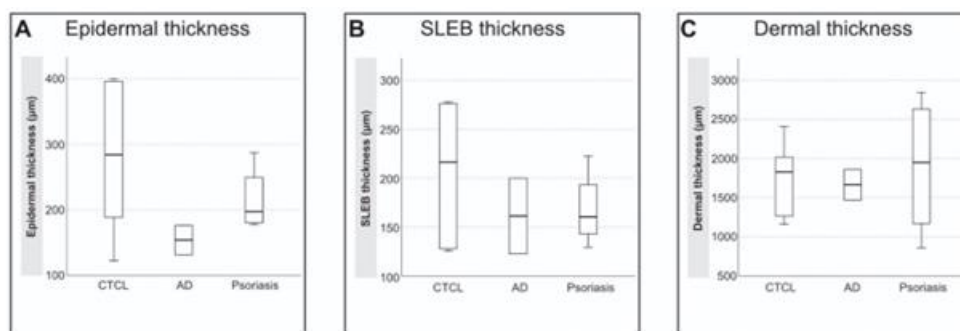 A Epidermal thickness
Epidermal thickness (µm)
400
300
200
100
CTCL AD Psoriasis
B SLEB thickness
SLEB thickness (µm)
300
250
200
150
100
CTCL AD Psoriasis
C Dermal thickness
Dermal thickness (µm)
3000
2500
2000
1500
1000
500
CTCL AD Psoriasis